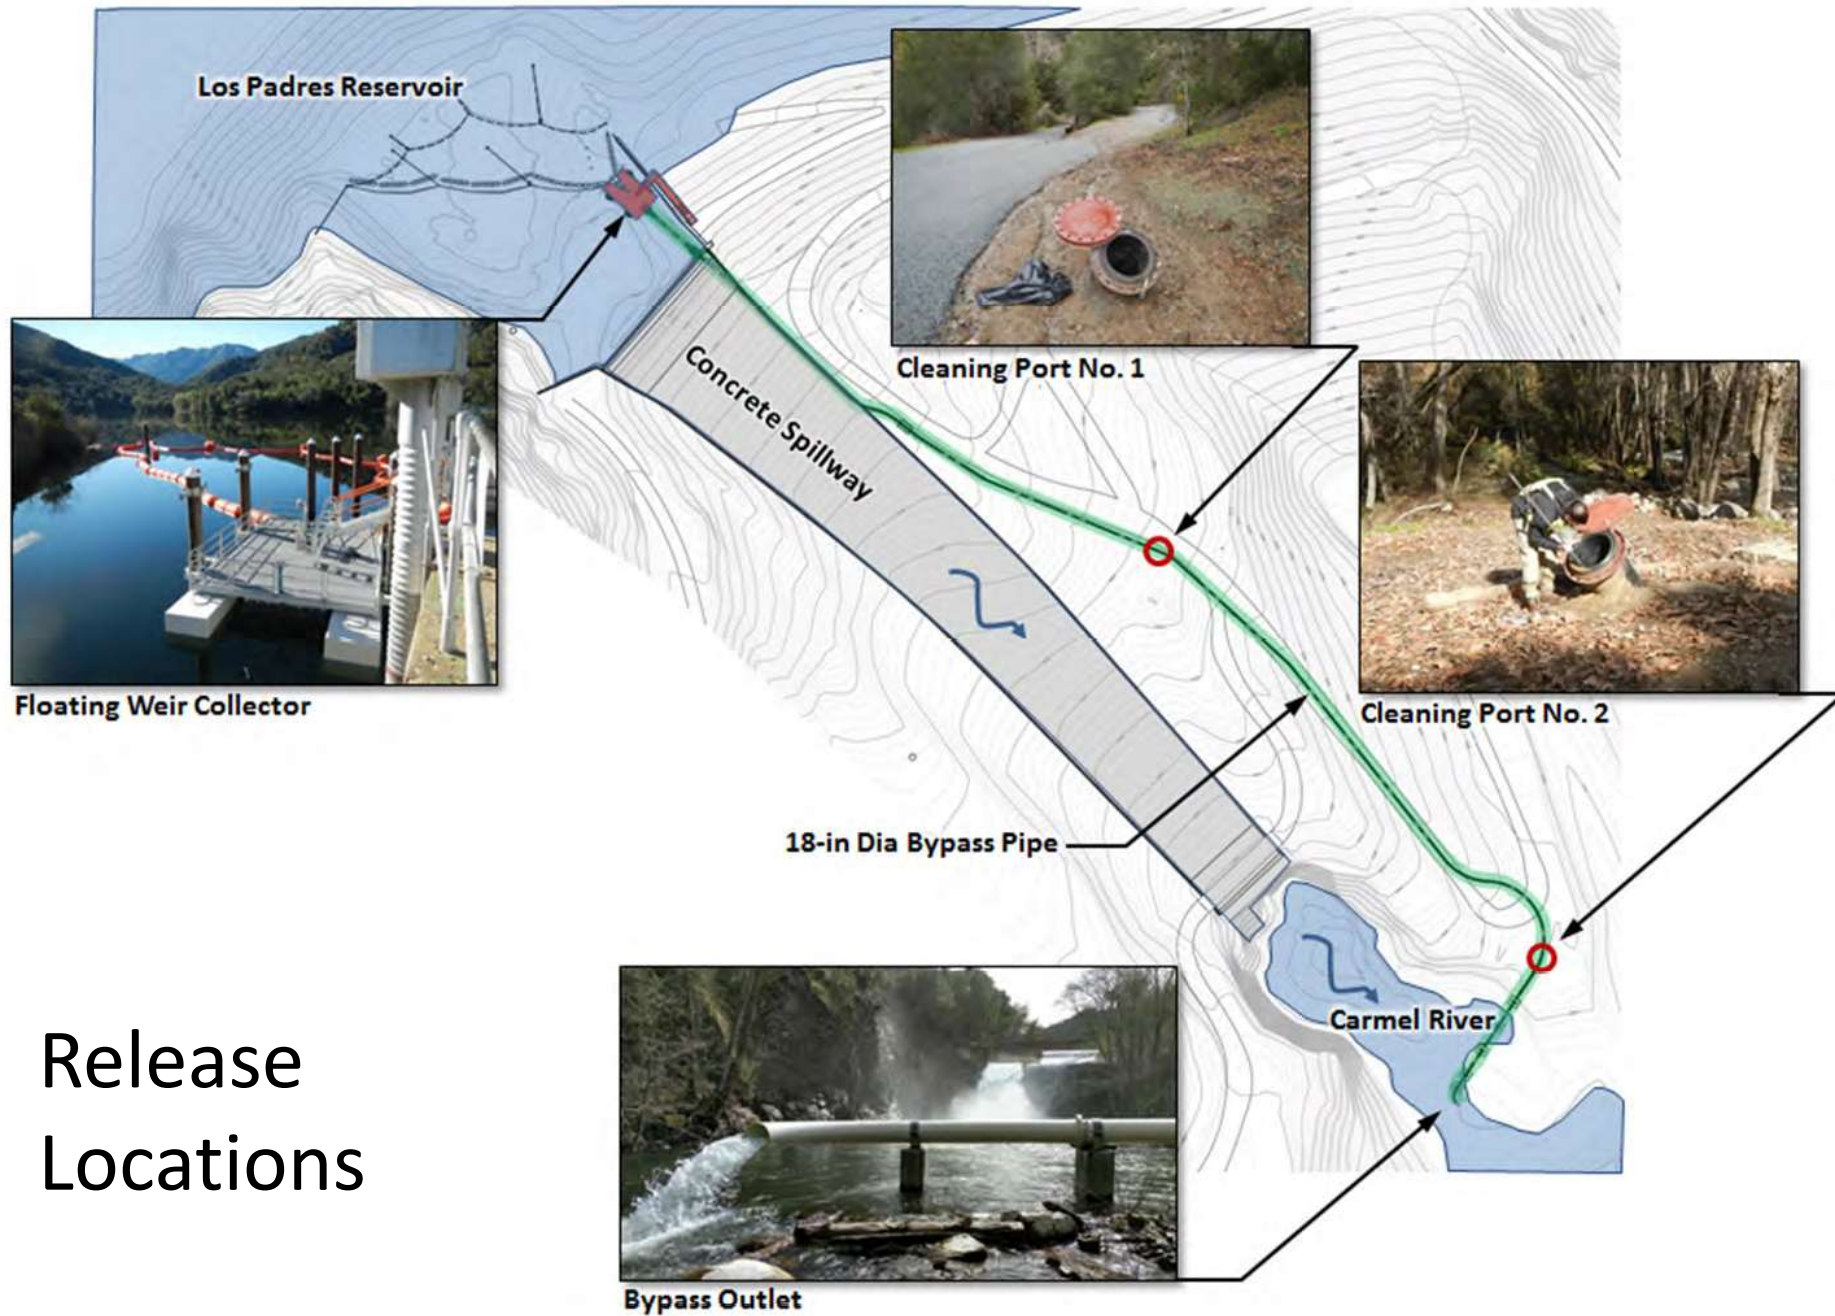 Los Padres Reservoir
Cleaning Port No. 1
Concrete Spillway
Floating Weir Collector
Cleaning Port No. 2
18-in Dia Bypass Pipe
Carmel River
Release
Locations
Bypass Outlet